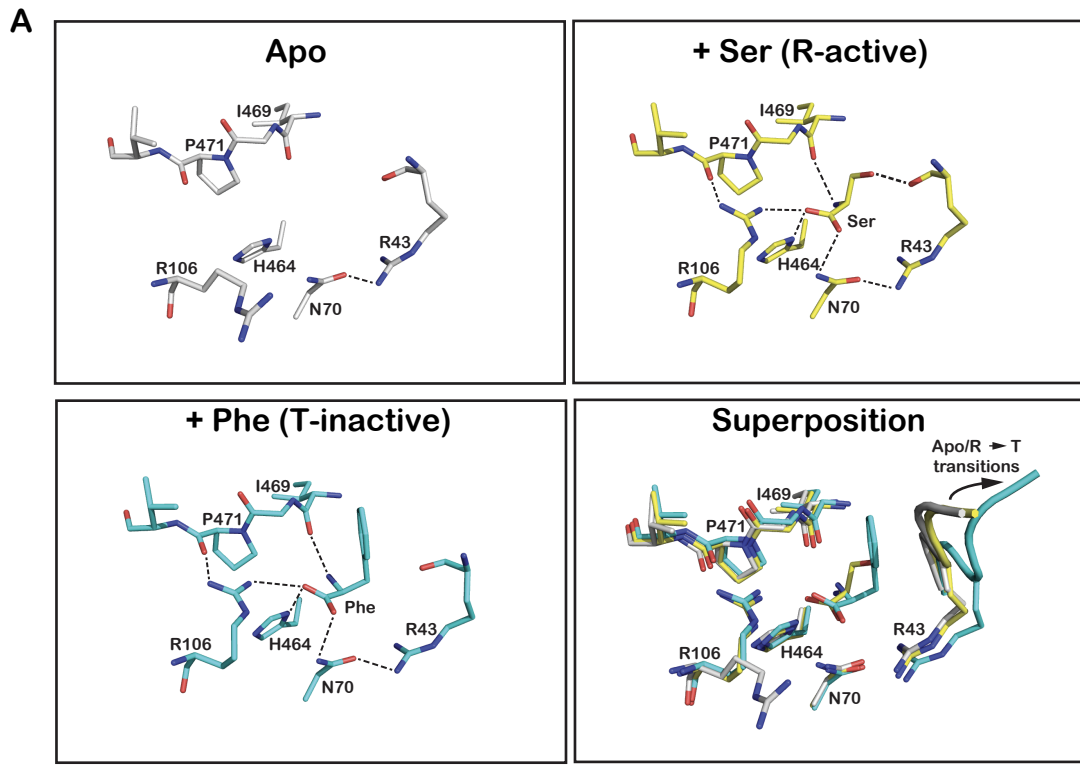 A
Apo
I469
P471
R43
H464
R106
N70
+ Ser (R-active)
I469
P471
Ser
R43
H464
R106
N70
+ Phe (T-inactive)
I469
P471
Phe
R43
H464
R106
N70
Superposition
Apo/R → T
transitions
I469
P471
R43
H464
R106
N70